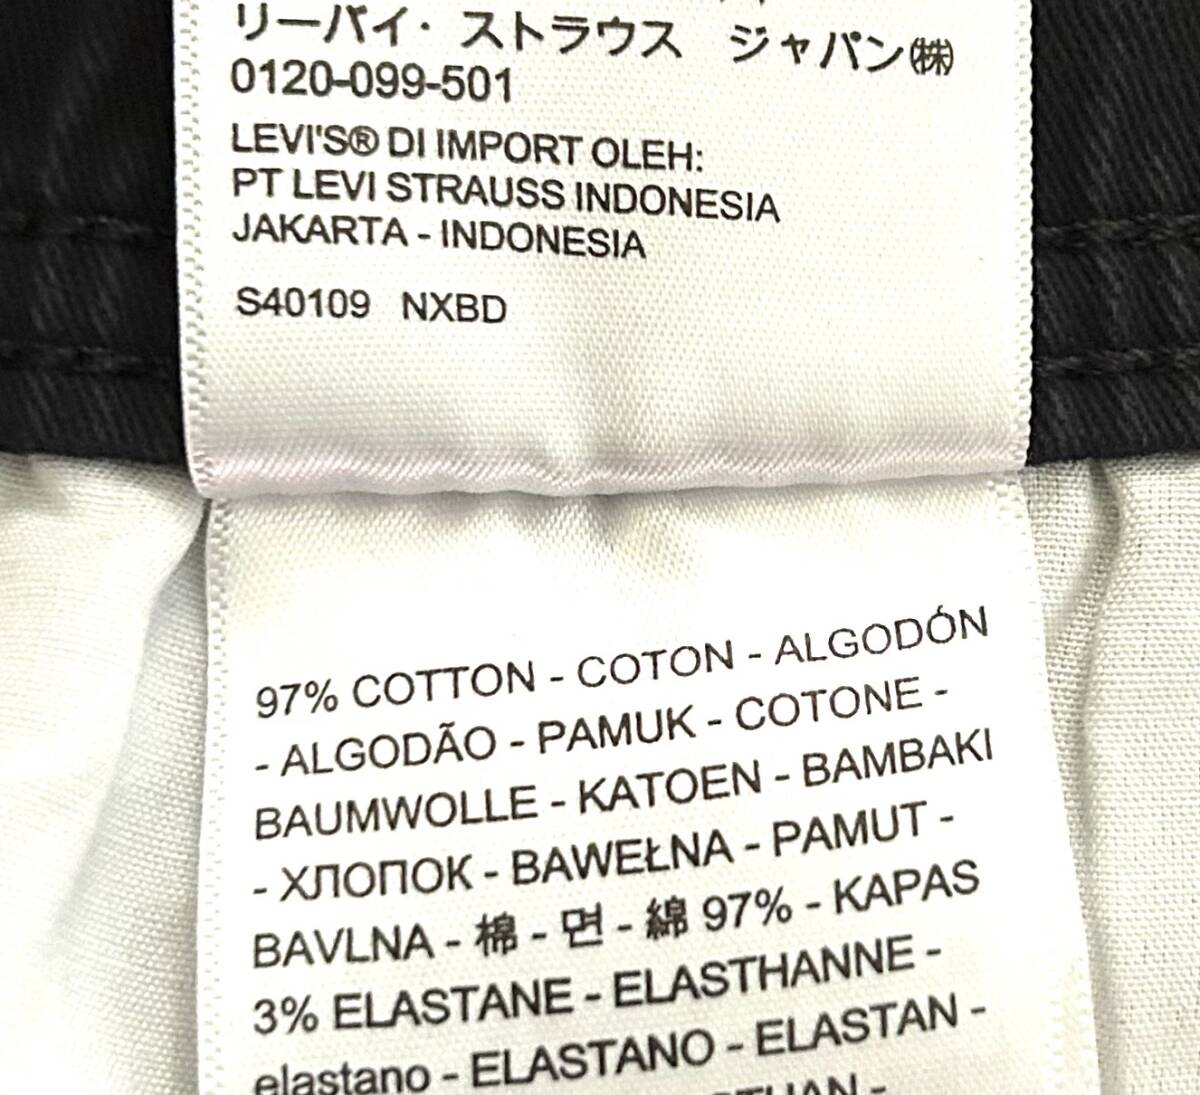 リーバイ・ストラウス ジャパン㈱
0120-099-501
LEVI'S® DI IMPORT OLEH:
PT LEVI STRAUSS INDONESIA
JAKARTA - INDONESIA
S40109 NXBD
97% COTTON - COTON - ALGODÓN
- ALGODÃO - PAMUK - COTONE -
BAUMWOLLE - KATOEN - BAMBAKI
- ХЛОПОК - BAWEŁNA - PAMUT -
BAVLNA - 棉 - 면 - 綿 97% - KAPAS
3% ELASTANE - ELASTHANNE -
elastano - ELASTANO - ELASTAN -